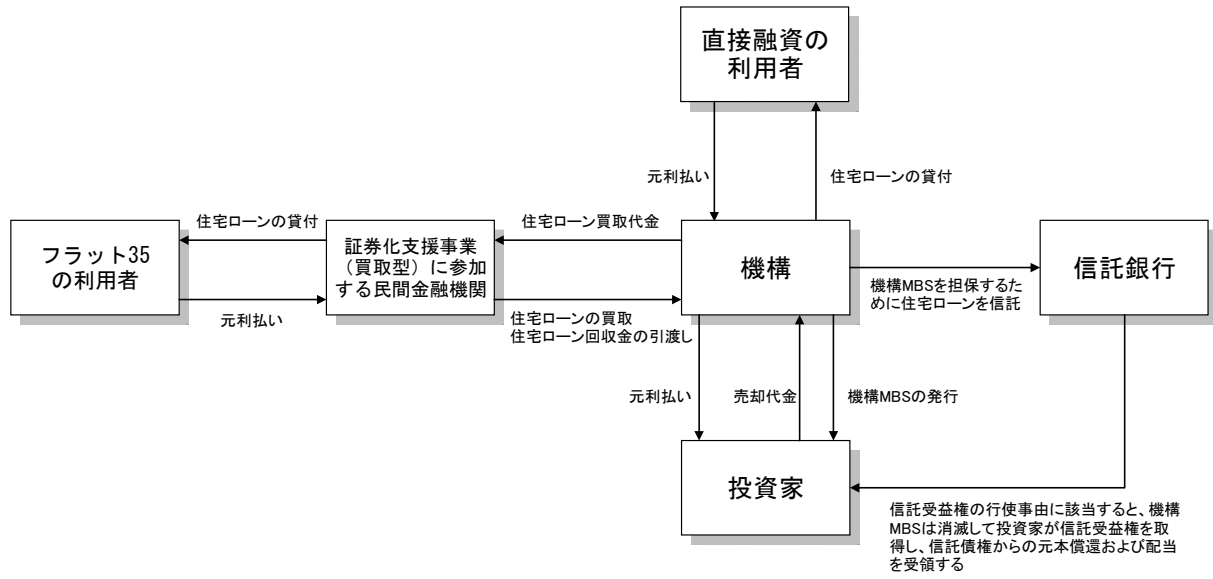 直接融資の
利用者
元利払い
住宅ローンの貸付
住宅ローンの貸付
住宅ローン買取代金
フラット35
の利用者
証券化支援事業
（買取型）に参加
する民間金融機関
機構
信託銀行
機構MBSを担保するた
めに住宅ローンを信託
元利払い
住宅ローンの買取
住宅ローン回収金の引渡し
元利払い
売却代金
機構MBSの発行
投資家
信託受益権の行使事由に該当すると、機構
MBSは消滅して投資家が信託受益権を取
得し、信託債権からの元本償還および配当
を受領する